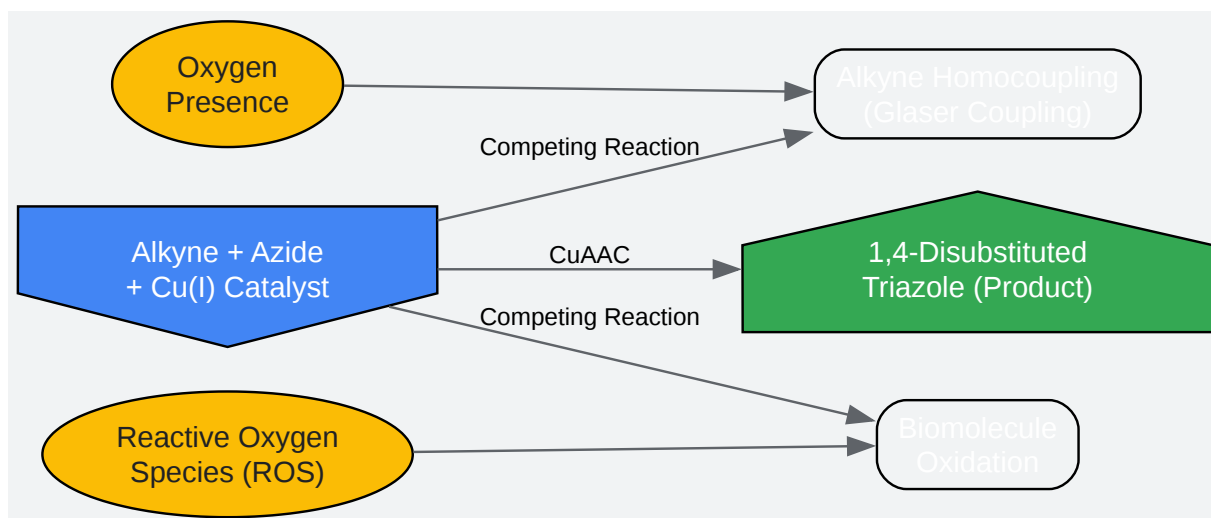 Oxygen
Presence
Alkyne Homocoupling
(Glaser Coupling)
Competing Reaction
Alkyne + Azide
+ Cu(I) Catalyst
CuAAC
1,4-Disubstituted
Triazole (Product)
Competing Reaction
Reactive Oxygen
Species (ROS)
Biomolecule
Oxidation